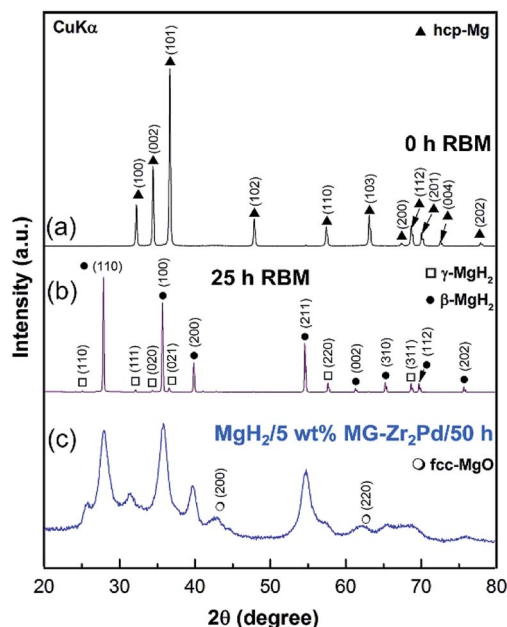 CuKα
▲ hcp-Mg
(100)
(002)
(101)
(102)
(110)
(103)
(200)
(112)
(201)
(004)
(202)
0 h RBM
(a)
25 h RBM
□ γ-MgH₂
● β-MgH₂
(b)
(110)
(110)
(111)
(020)
(100)
(021)
(200)
(211)
(220)
(002)
(310)
(311)
(112)
(202)
(c)
MgH₂/5 wt% MG-Zr₂Pd/50 h
○ fcc-MgO
(200)
(220)
Intensity (a.u.)
20 30 40 50 60 70 80
2θ (degree)